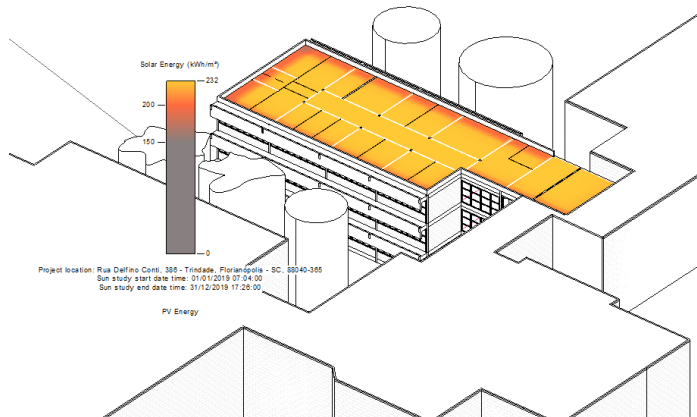 Solar Energy (kWh/m²)
232
200
150
0
Project location: Rua Delfino Conti, 386 - Trindade, Florianópolis - SC, 88040-365
Sun study start date time: 01/01/2019 07:04:00
Sun study end date time: 31/12/2019 17:26:00
PV Energy